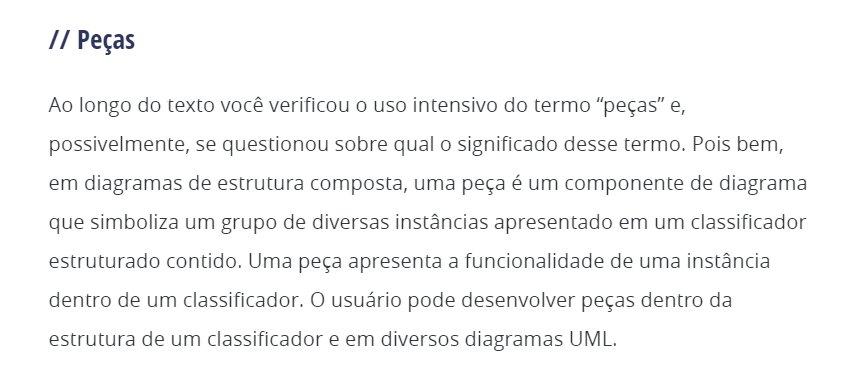 // Peças
Ao longo do texto você verificou o uso intensivo do termo “peças” e,
possivelmente, se questionou sobre qual o significado desse termo. Pois bem,
em diagramas de estrutura composta, uma peça é um componente de diagrama
que simboliza um grupo de diversas instâncias apresentado em um classificador
estruturado contido. Uma peça apresenta a funcionalidade de uma instância
dentro de um classificador. O usuário pode desenvolver peças dentro da
estrutura de um classificador e em diversos diagramas UML.